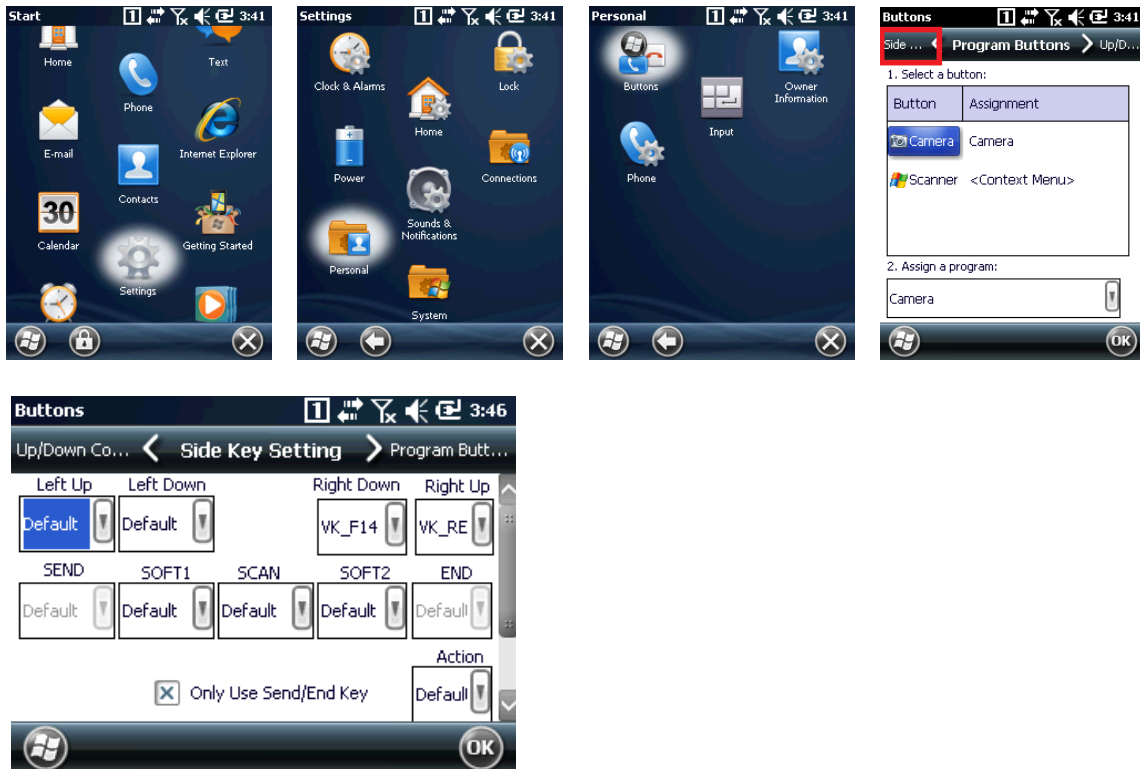 Start 1 3:41
Home
Text
Phone
E-mail
Internet Explorer
Contacts
30
Calendar
Getting Started
Settings
Settings 1 3:41
Clock & Alarms
Lock
Home
Power
Connections
Sounds &
Notifications
Personal
System
Personal 1 3:41
Buttons
Owner
Information
Input
Phone
Buttons 1 3:41
Side ... Program Buttons Up/D...
1. Select a button:
Button Assignment
Camera Camera
Scanner <Context Menu>
2. Assign a program:
Camera
OK
Buttons 1 3:46
Up/Down Co... Side Key Setting Program Butt...
Left Up Left Down Right Down Right Up
Default Default VK_F14 VK_RE
SEND SOFT1 SCAN SOFT2 END
Default Default Default Default Defaul
Action
Only Use Send/End Key Defaul
OK